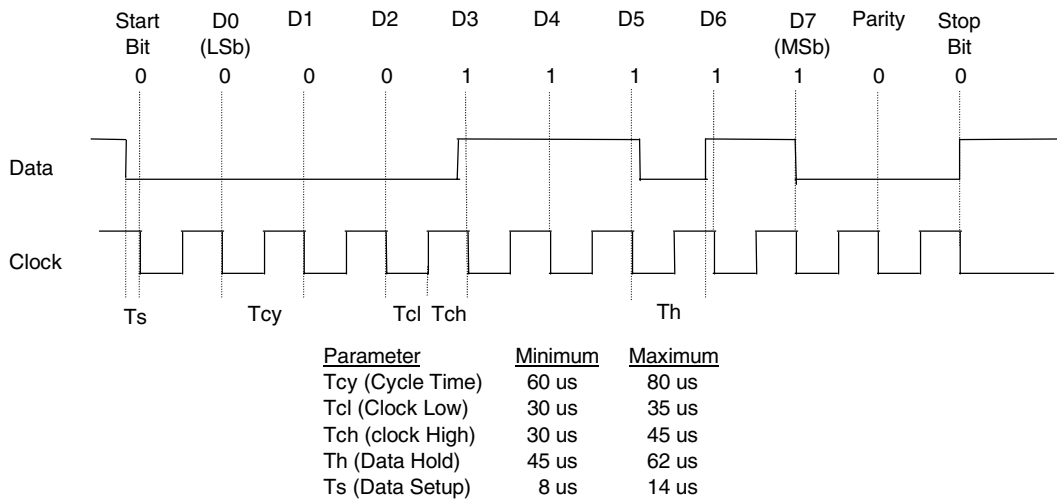 Start D0 D1 D2 D3 D4 D5 D6 D7 Parity Stop
Bit (LSb) (MSb) Bit
0 0 0 0 1 1 1 1 1 0 0
Data
Clock
Ts Tcy Tcl Tch Th
Parameter Minimum Maximum
Tcy (Cycle Time) 60 us 80 us
Tcl (Clock Low) 30 us 35 us
Tch (clock High) 30 us 45 us
Th (Data Hold) 45 us 62 us
Ts (Data Setup) 8 us 14 us